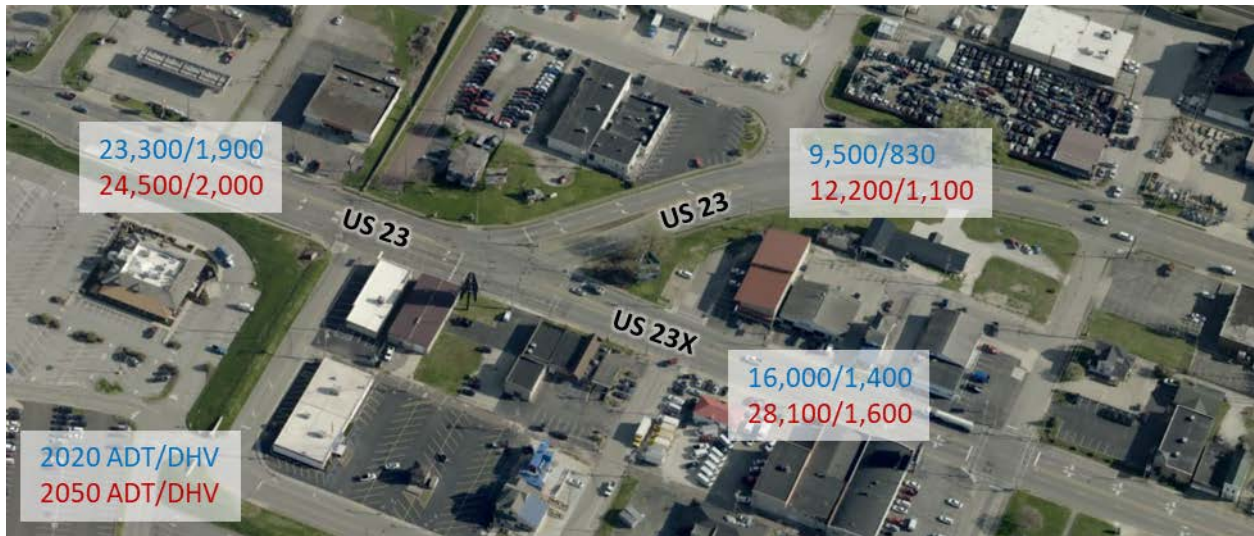 23,300/1,900
24,500/2,000
9,500/830
12,200/1,100
US 23
US 23
US 23X
16,000/1,400
28,100/1,600
2020 ADT/DHV
2050 ADT/DHV